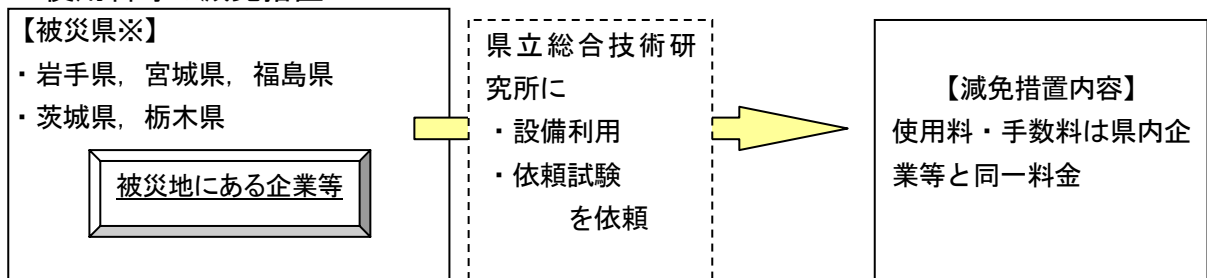 【被災県※】
・岩手県，宮城県，福島県
・茨城県，栃木県
被災地にある企業等
県立総合技術研
究所に
・設備利用
・依頼試験
を依頼
【減免措置内容】
使用料・手数料は県内企
業等と同一料金